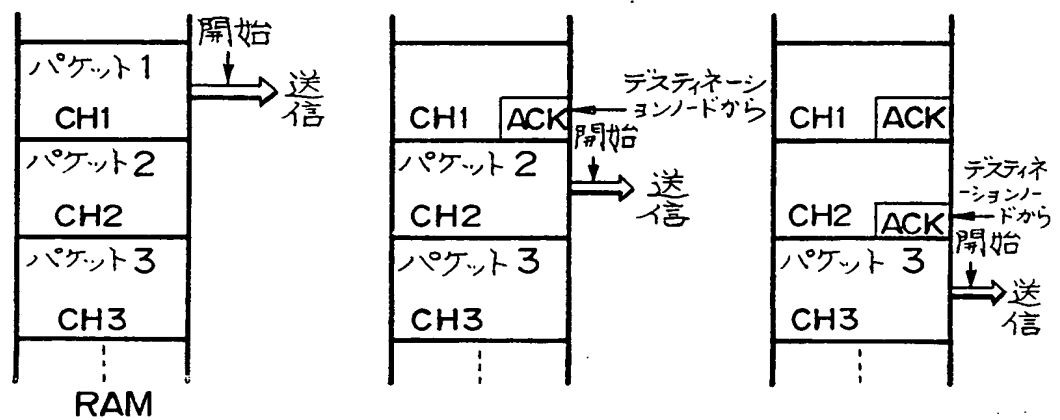 開始
パケット1
送
信
CH1
パケット2
CH2
パケット3
CH3
RAM
デスティネーシ
ョンノードから
CH1 ACK
開始
パケット 2
送
信
CH2
パケット 3
CH3
CH1 ACK
デスティネ
ーションノー
ドから
CH2 ACK
開始
パケット 3
送
信
CH3